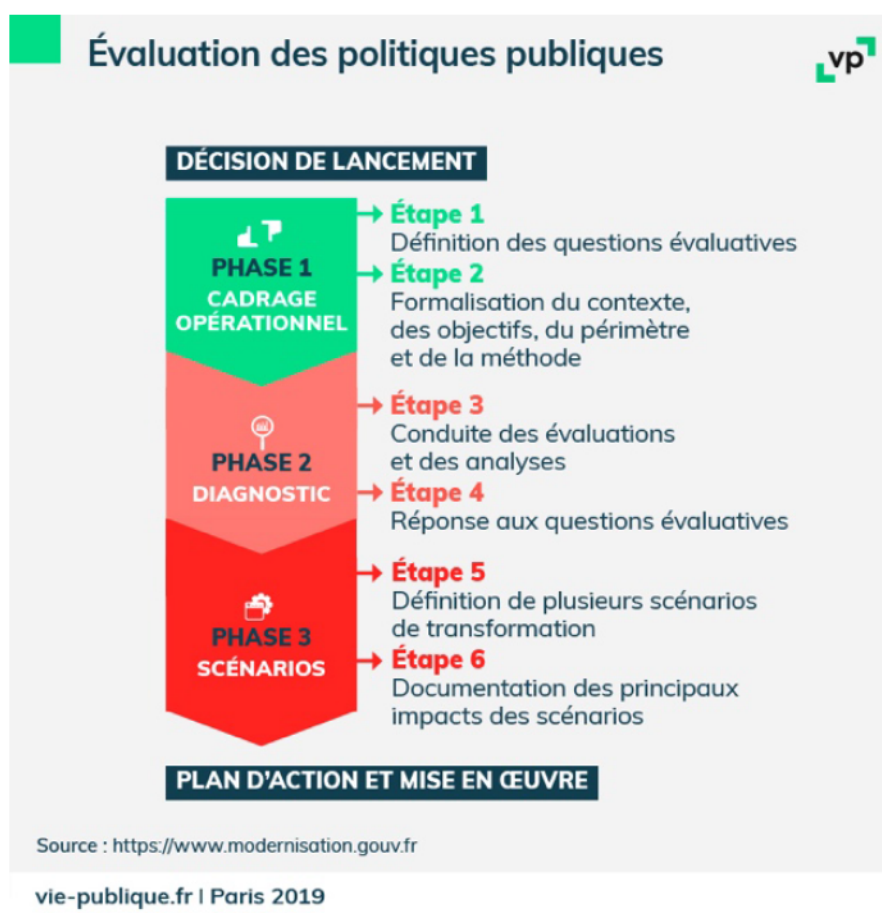 Évaluation des politiques publiques
vp
DÉCISION DE LANCEMENT
PHASE 1
CADRAGE
OPÉRATIONNEL
Étape 1
Définition des questions évaluatives
Étape 2
Formalisation du contexte,
des objectifs, du périmètre
et de la méthode
PHASE 2
DIAGNOSTIC
Étape 3
Conduite des évaluations
et des analyses
Étape 4
Réponse aux questions évaluatives
PHASE 3
SCÉNARIOS
Étape 5
Définition de plusieurs scénarios
de transformation
Étape 6
Documentation des principaux
impacts des scénarios
PLAN D’ACTION ET MISE EN ŒUVRE
Source : https://www.modernisation.gouv.fr
vie-publique.fr I Paris 2019